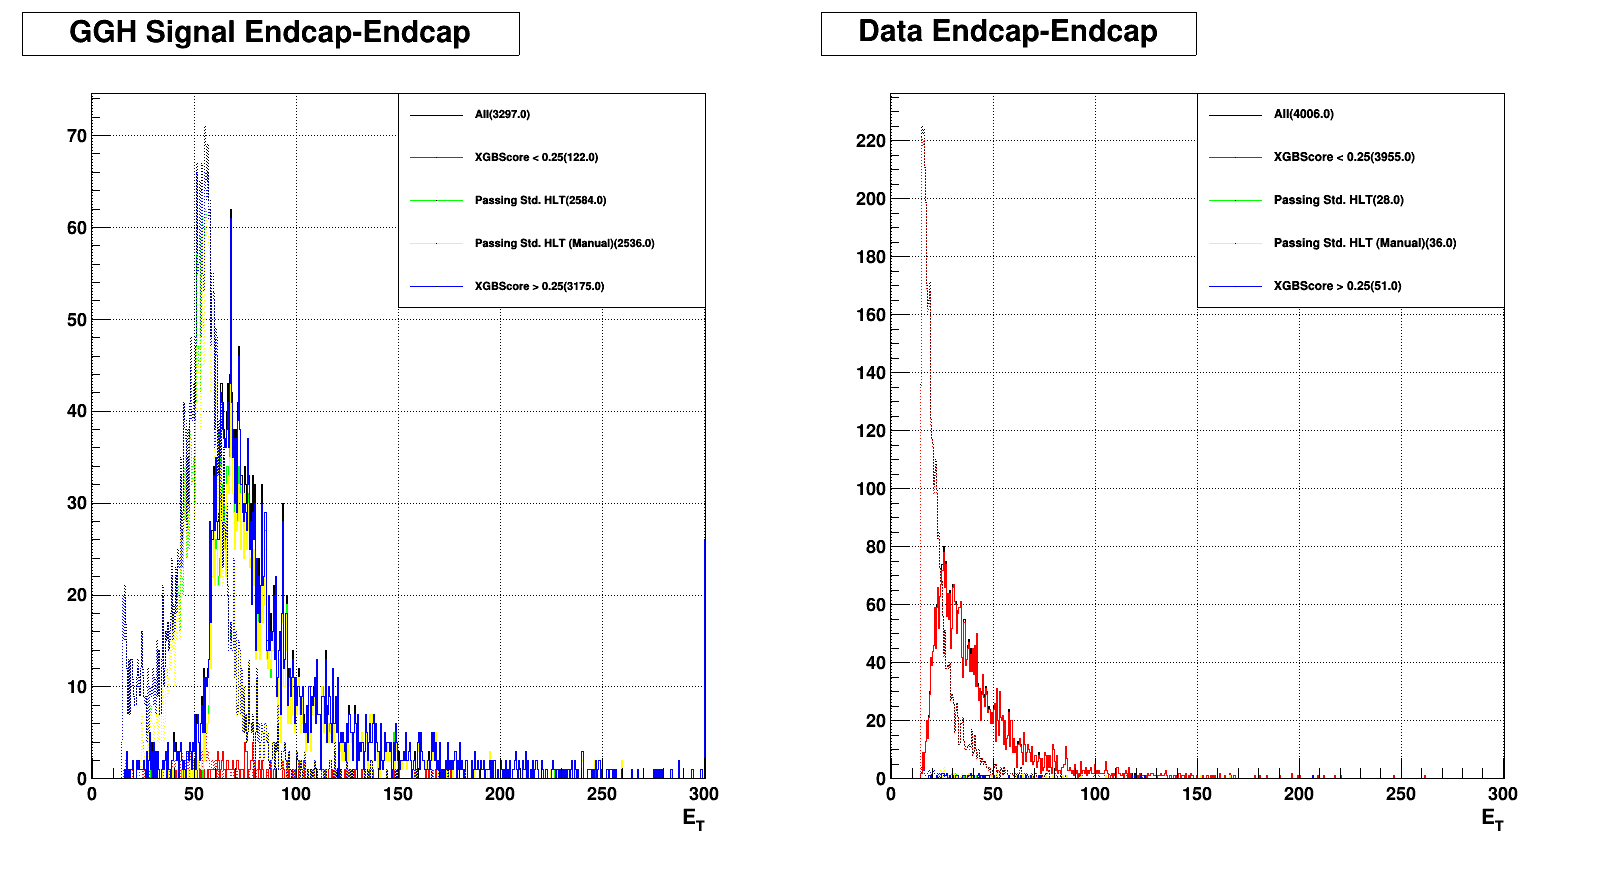 GGH Signal Endcap-Endcap
All(3297.0)
XGBScore < 0.25(122.0)
Passing Std. HLT(2584.0)
Passing Std. HLT (Manual)(2536.0)
XGBScore > 0.25(3175.0)
70
60
50
40
30
20
10
0
0 50 100 150 200 250 300
E_T
Data Endcap-Endcap
All(4006.0)
XGBScore < 0.25(3955.0)
Passing Std. HLT(28.0)
Passing Std. HLT (Manual)(36.0)
XGBScore > 0.25(51.0)
220
200
180
160
140
120
100
80
60
40
20
0
0 50 100 150 200 250 300
E_T